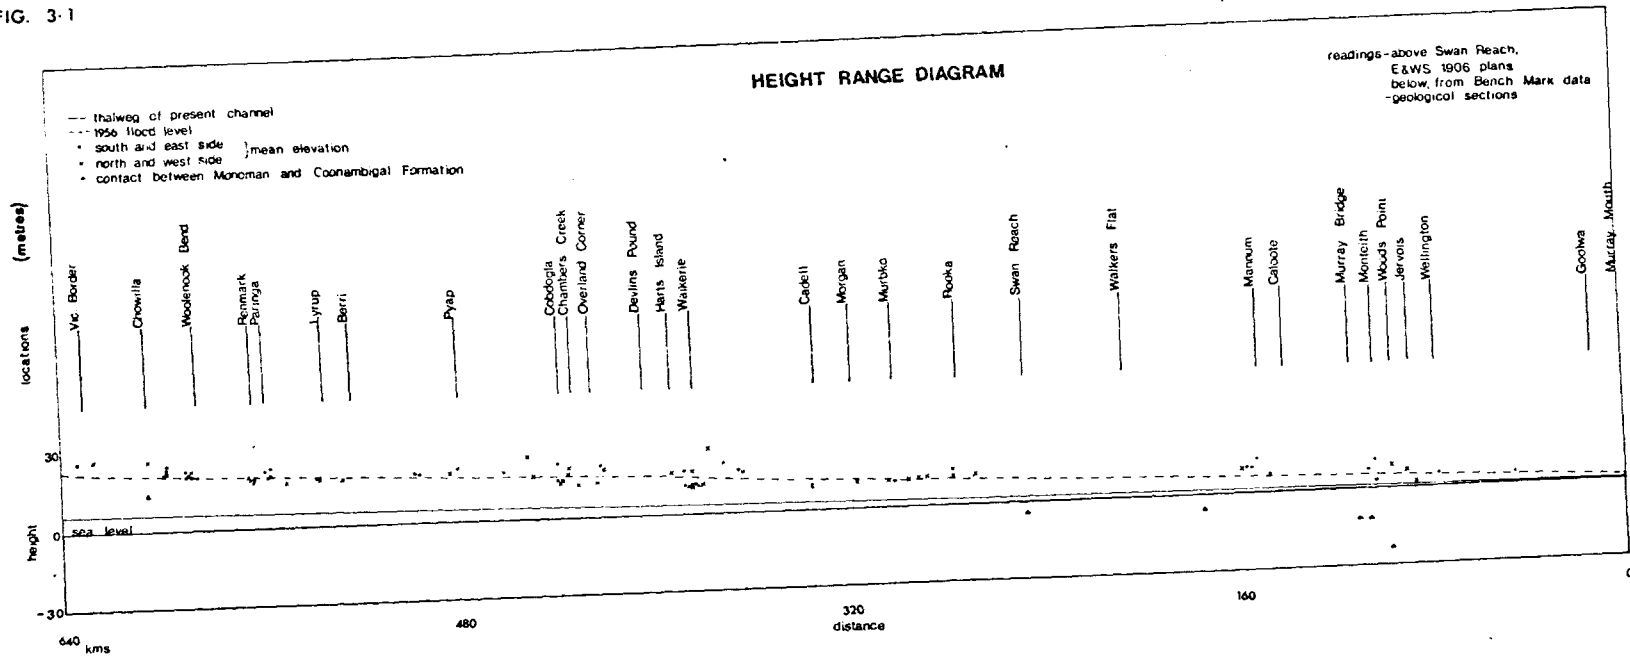 FIG. 3·1
HEIGHT RANGE DIAGRAM
readings-above Swan Reach,
E&WS 1906 plans
below, from Bench Mark data
-geological sections
thalweg of present channel
1956 flood level
south and east side
north and west side
}mean elevation
contact between Monoman and Coonambigal Formation
locations
(metres)
Vic Border
Chowilla
Woolenook Bend
Renmark
Paringa
Lyrup
Berri
Pyap
Cobdogla
Chambers Creek
Overland Corner
Devlins Pound
Harts Island
Waikerie
Cadell
Morgan
Murbko
Rooka
Swan Reach
Walkers Flat
Mannum
Caloote
Murray Bridge
Monteith
Woods Point
Jervois
Wellington
Goolwa
Murray Mouth
height
30
0
-30
sea level
640 kms
480
320
160
0
distance